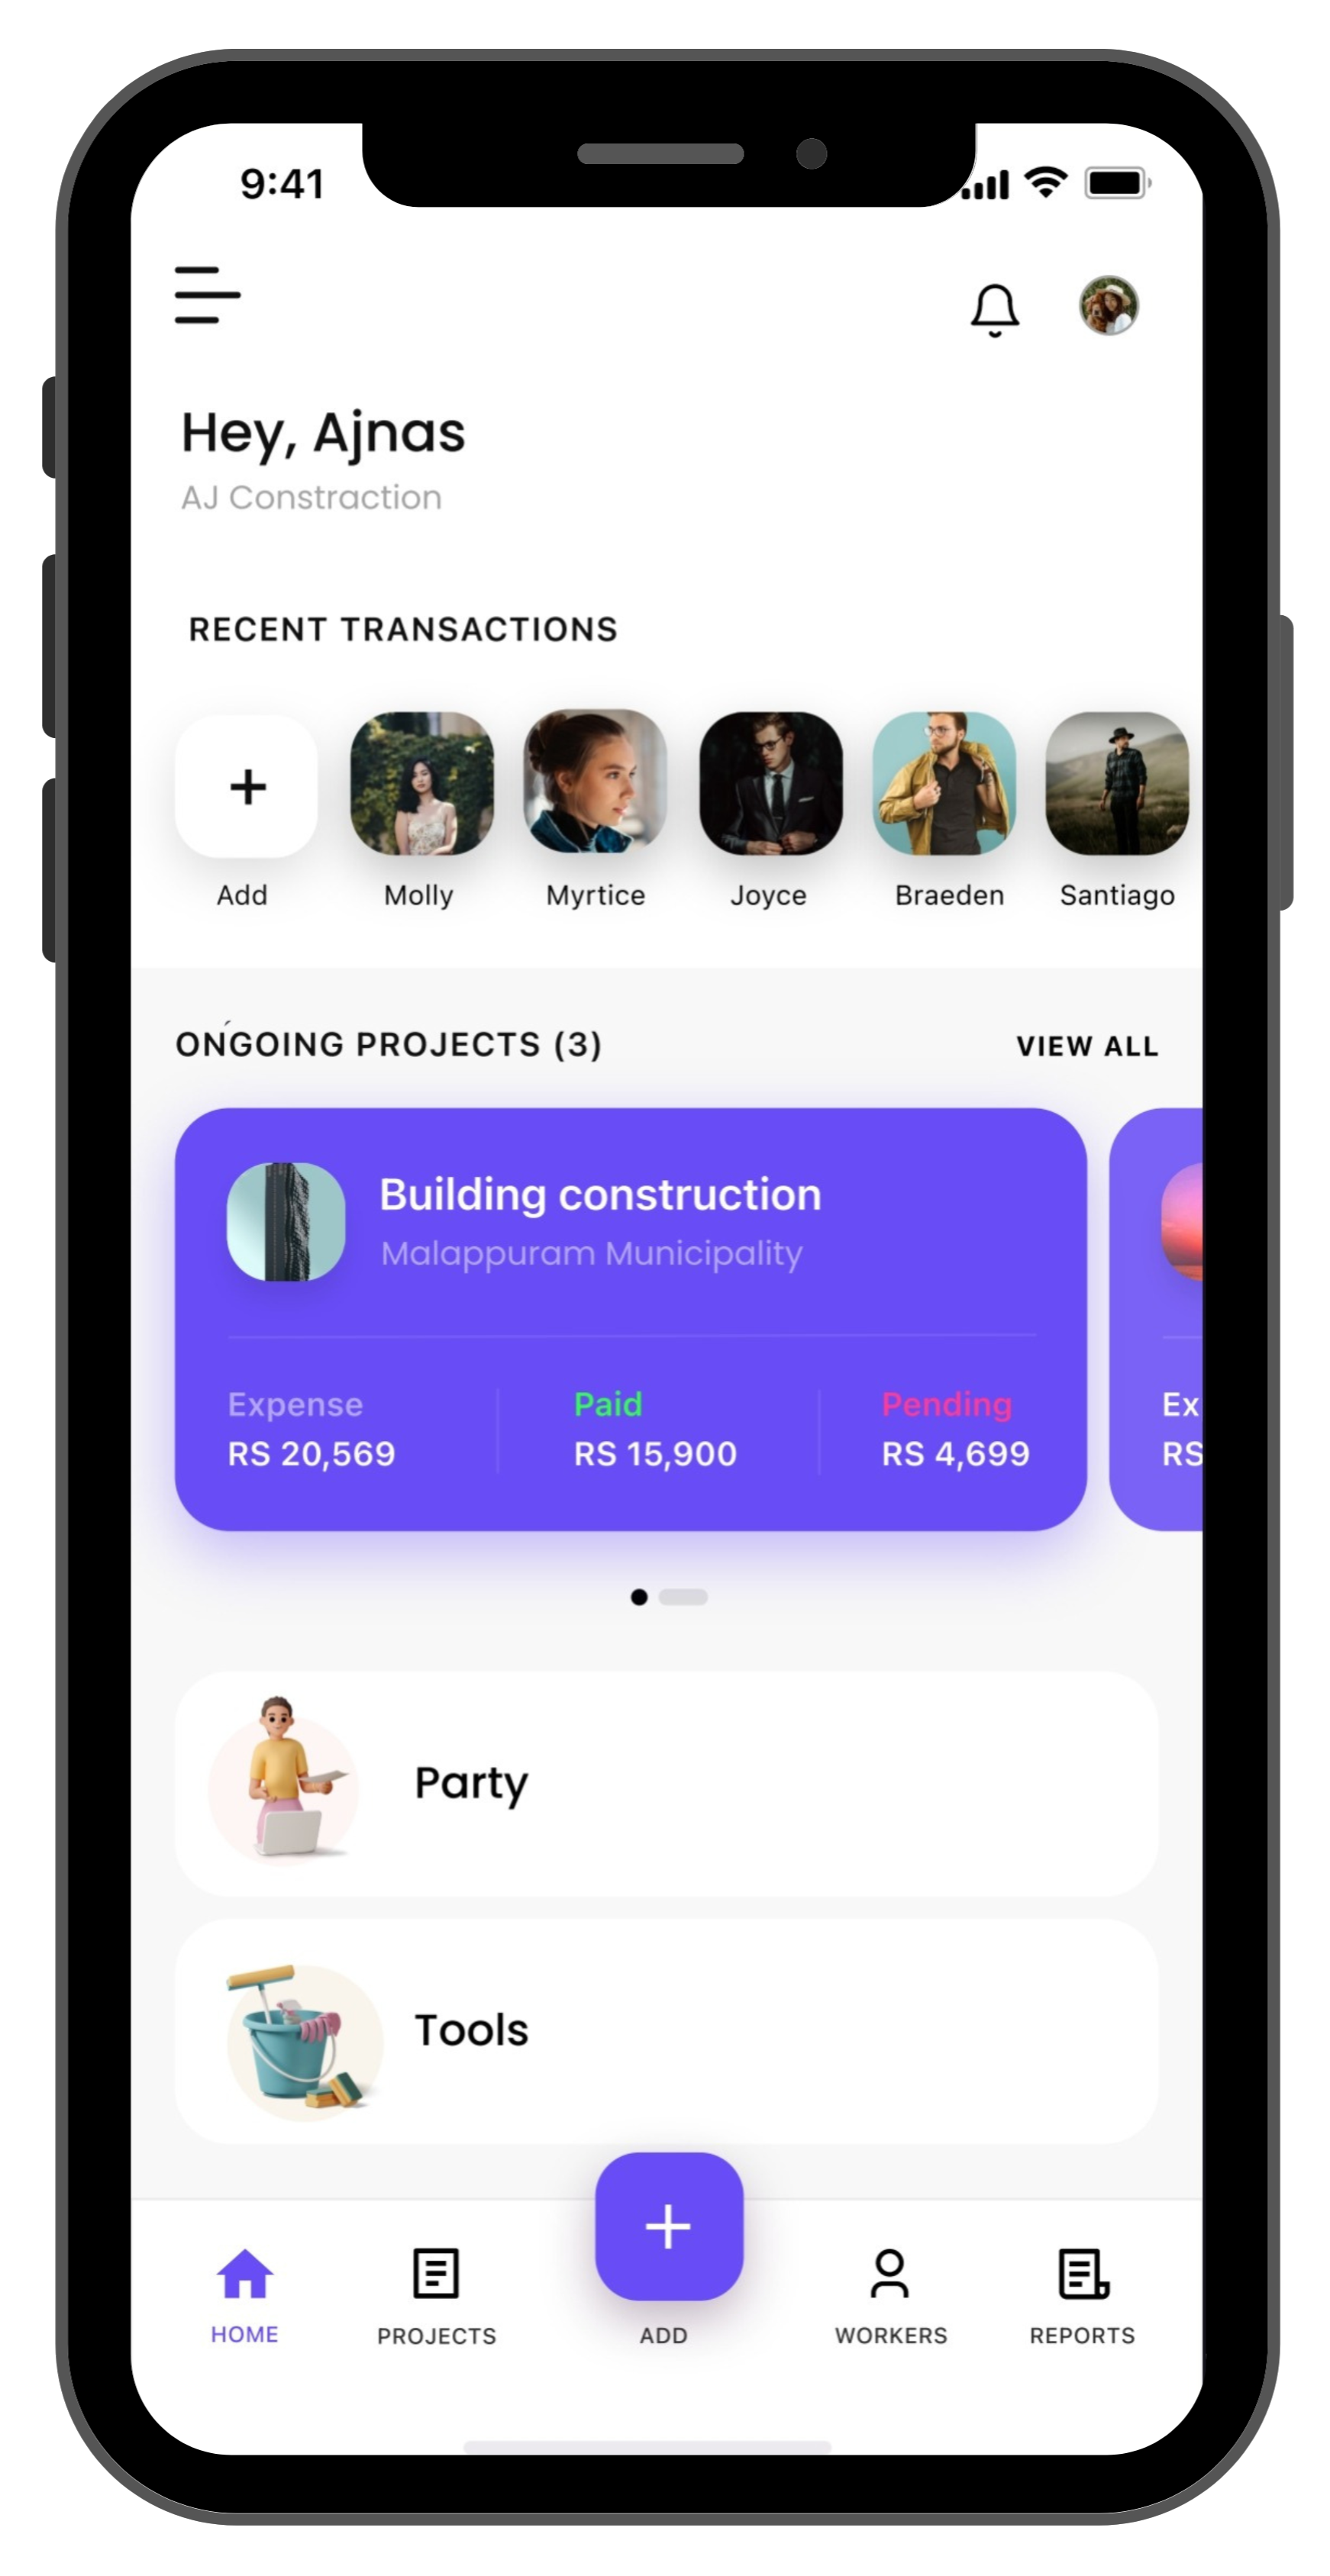 9:41
Hey, Ajnas
AJ Constraction
RECENT TRANSACTIONS
Add Molly Myrtice Joyce Braeden Santiago
ONGOING PROJECTS (3) VIEW ALL
Building construction
Malappuram Municipality
Expense Paid Pending Ex
RS 20,569 RS 15,900 RS 4,699 RS
Party
Tools
HOME PROJECTS ADD WORKERS REPORTS